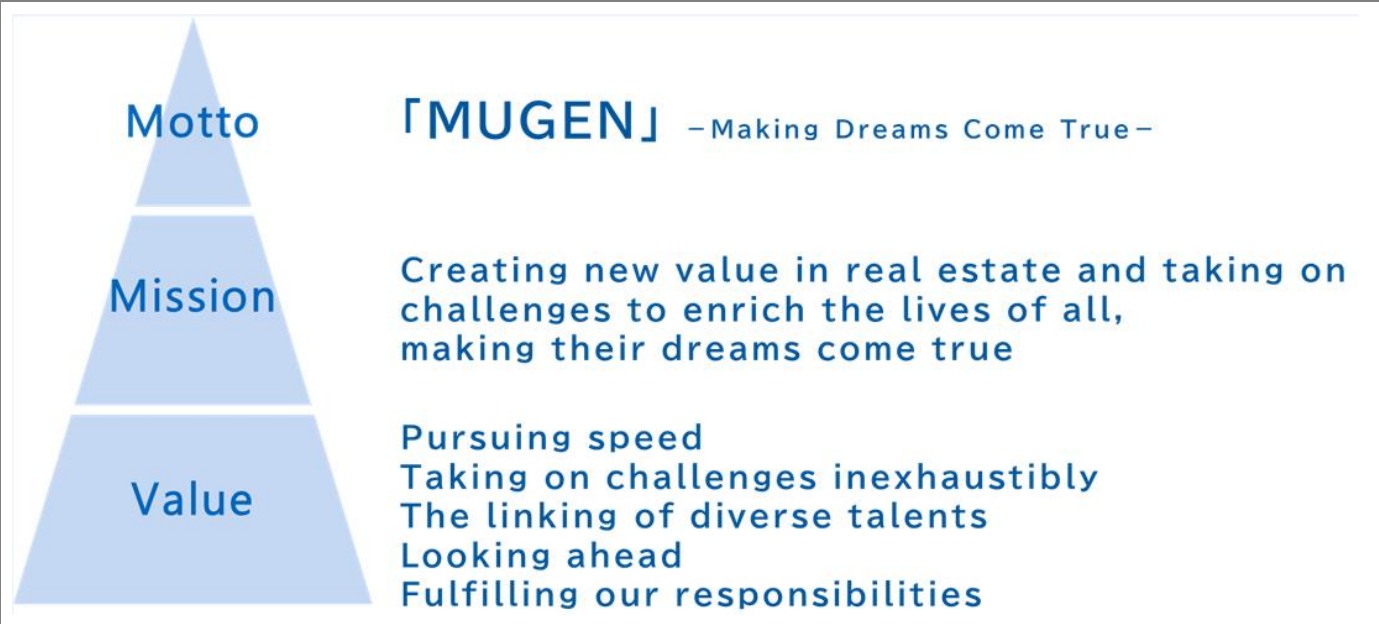 Motto
「MUGEN」 －Making Dreams Come True－
Mission
Creating new value in real estate and taking on
challenges to enrich the lives of all,
making their dreams come true
Value
Pursuing speed
Taking on challenges inexhaustibly
The linking of diverse talents
Looking ahead
Fulfilling our responsibilities